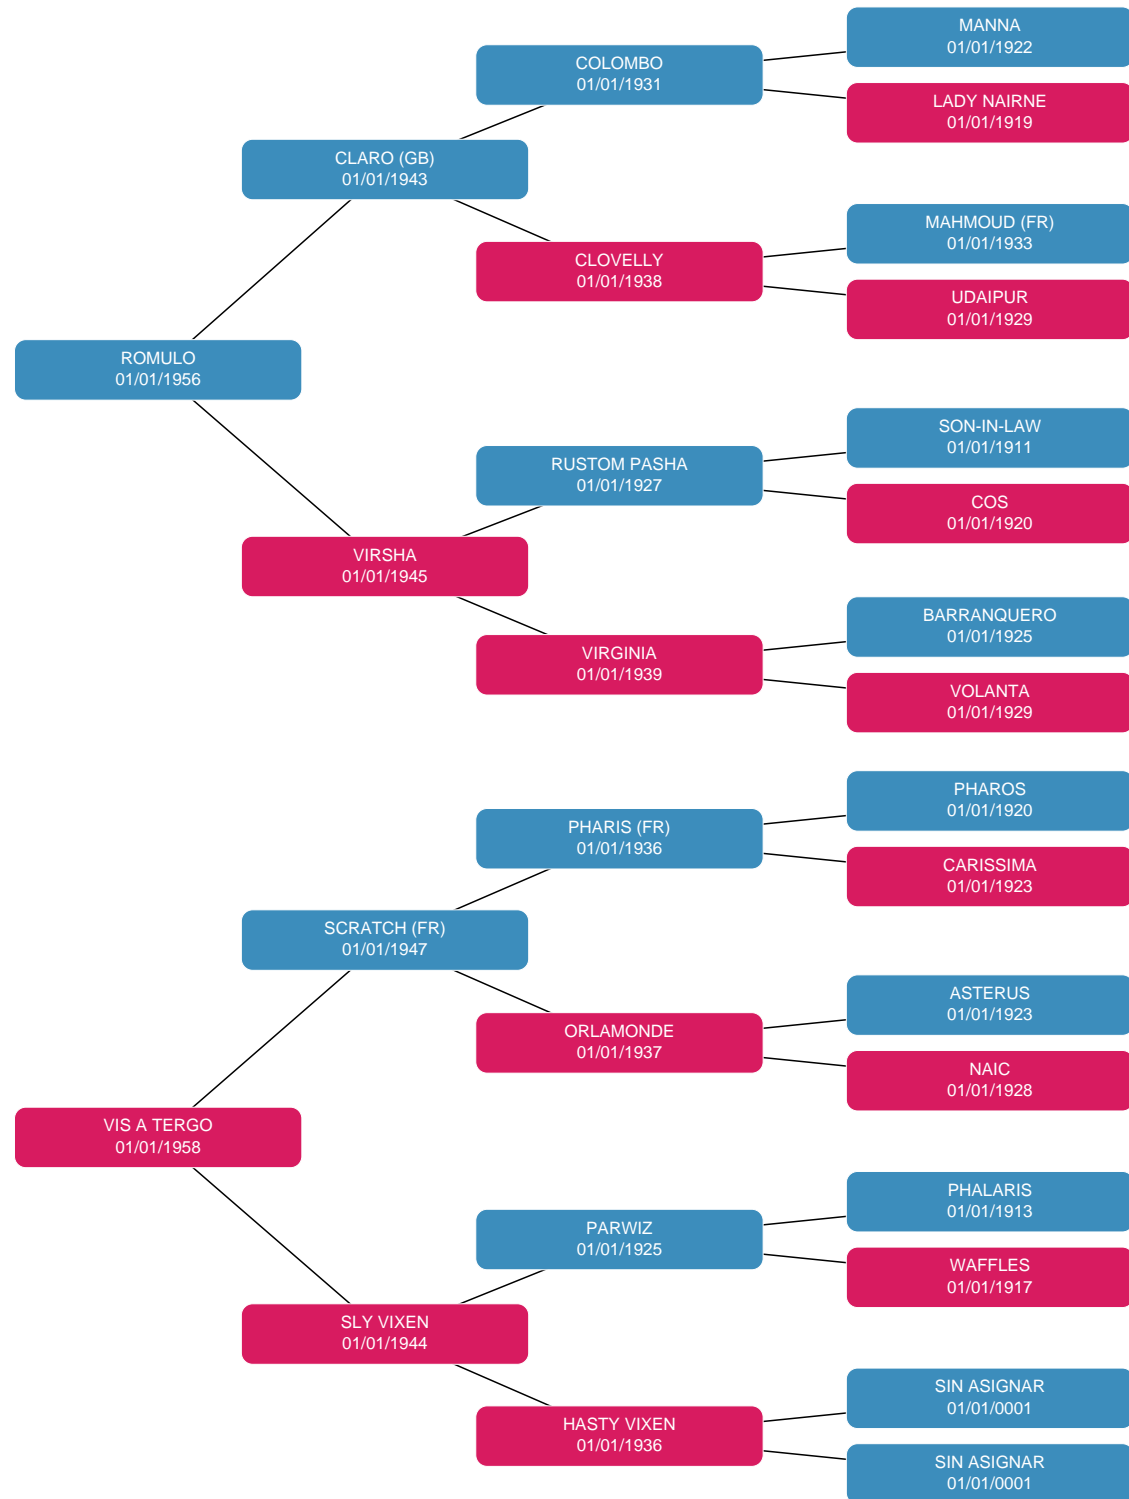 MANNA
01/01/1922
COLOMBO
01/01/1931
LADY NAIRNE
01/01/1919
CLARO (GB)
01/01/1943
MAHMOUD (FR)
01/01/1933
CLOVELLY
01/01/1938
UDAIPUR
01/01/1929
ROMULO
01/01/1956
SON-IN-LAW
01/01/1911
RUSTOM PASHA
01/01/1927
COS
01/01/1920
VIRSHA
01/01/1945
BARRANQUERO
01/01/1925
VIRGINIA
01/01/1939
VOLANTA
01/01/1929
PHAROS
01/01/1920
PHARIS (FR)
01/01/1936
CARISSIMA
01/01/1923
SCRATCH (FR)
01/01/1947
ASTERUS
01/01/1923
ORLAMONDE
01/01/1937
NAIC
01/01/1928
VIS A TERGO
01/01/1958
PHALARIS
01/01/1913
PARWIZ
01/01/1925
WAFFLES
01/01/1917
SLY VIXEN
01/01/1944
SIN ASIGNAR
01/01/0001
HASTY VIXEN
01/01/1936
SIN ASIGNAR
01/01/0001